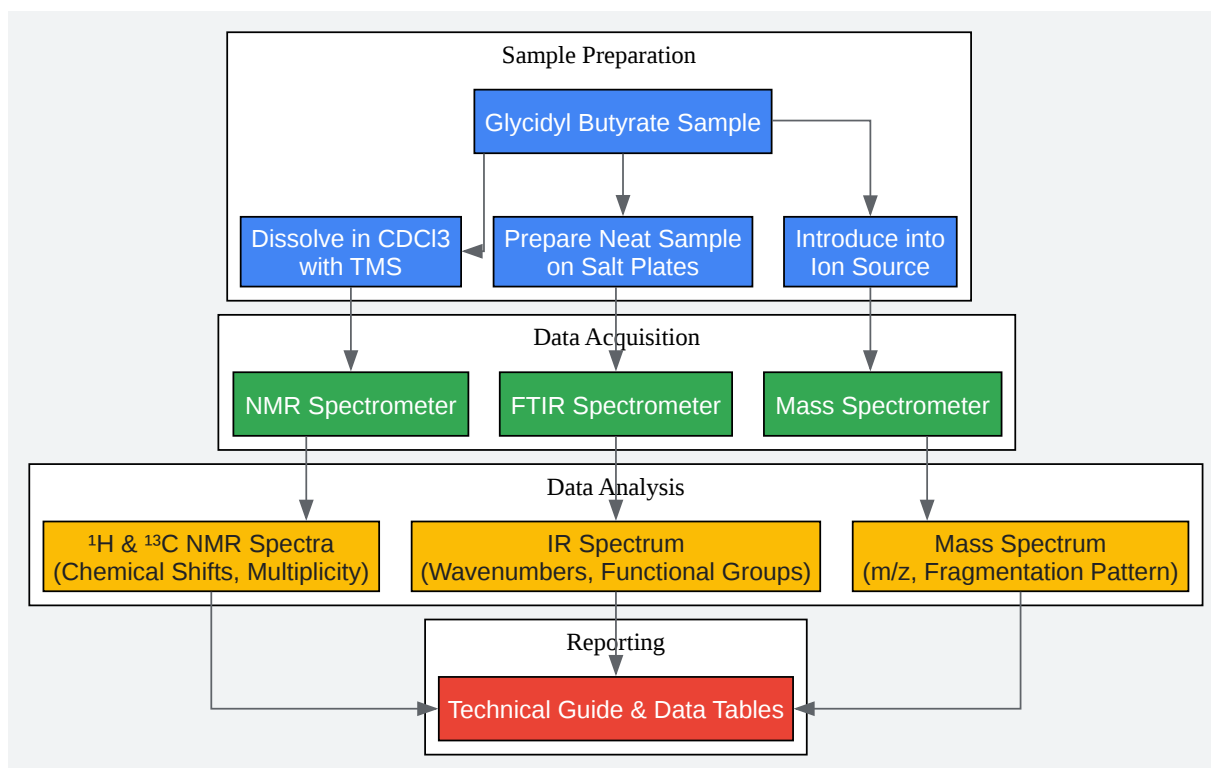 Sample Preparation
Glycidyl Butyrate Sample
Dissolve in CDCl3
with TMS
Prepare Neat Sample
on Salt Plates
Introduce into
Ion Source
Data Acquisition
NMR Spectrometer
FTIR Spectrometer
Mass Spectrometer
Data Analysis
¹H & ¹³C NMR Spectra
(Chemical Shifts, Multiplicity)
IR Spectrum
(Wavenumbers, Functional Groups)
Mass Spectrum
(m/z, Fragmentation Pattern)
Reporting
Technical Guide & Data Tables